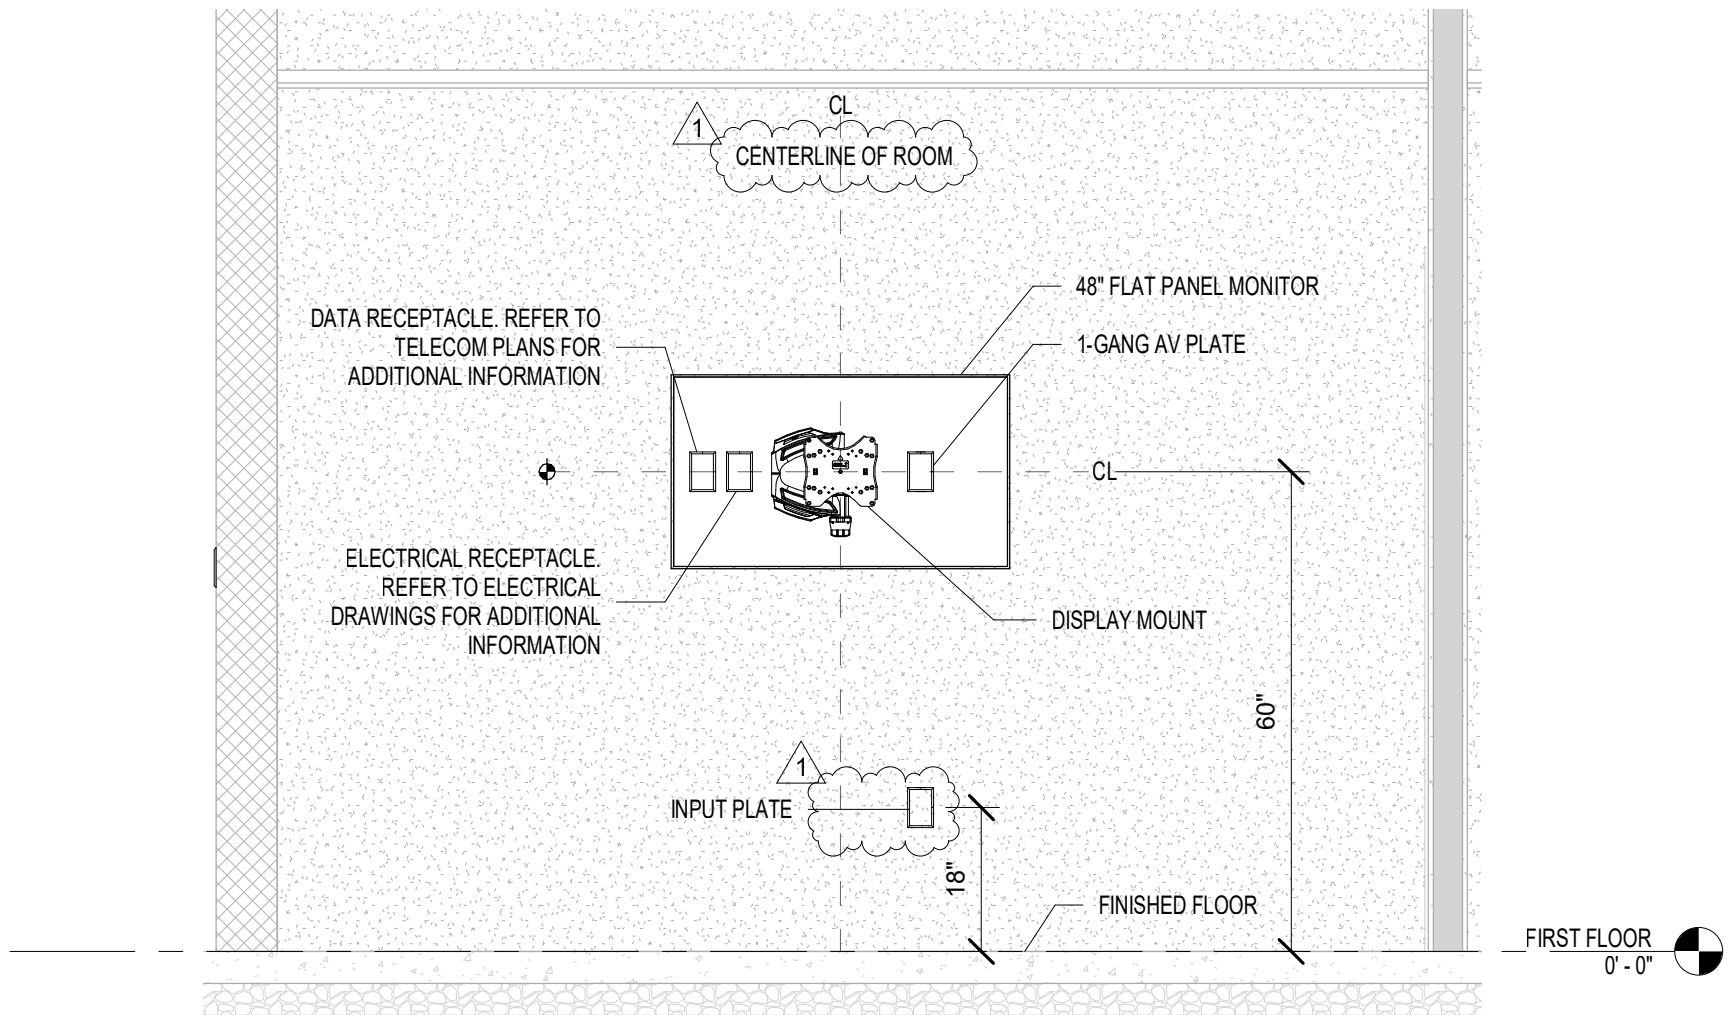 CL
1
CENTERLINE OF ROOM
48" FLAT PANEL MONITOR
DATA RECEPTACLE. REFER TO
TELECOM PLANS FOR
ADDITIONAL INFORMATION
1-GANG AV PLATE
CL
ELECTRICAL RECEPTACLE.
REFER TO ELECTRICAL
DRAWINGS FOR ADDITIONAL
INFORMATION
DISPLAY MOUNT
60"
1
INPUT PLATE
18"
FINISHED FLOOR
FIRST FLOOR
0' - 0"